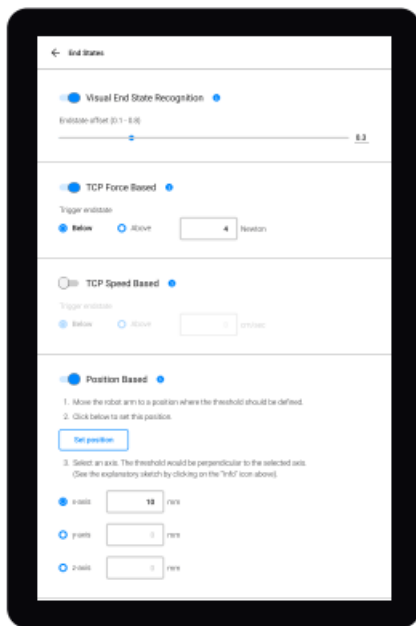 End States
Visual End State Recognition
Endstate offset (0.1 - 0.9)
0.3
TCP Force Based
Trigger endstate
Below
Above
4
Newton
TCP Speed Based
Trigger endstate
Below
Above
0
Position Based
1. Move the robot arm to a position where the threshold should be defined.
2. Click below to set this position.
Set position
3. Select an axis. The threshold would be perpendicular to the selected axis
(See the explanatory sketch by clicking on the "Info" icon above).
x-axis
10
mm
y-axis
0
mm
z-axis
0
mm